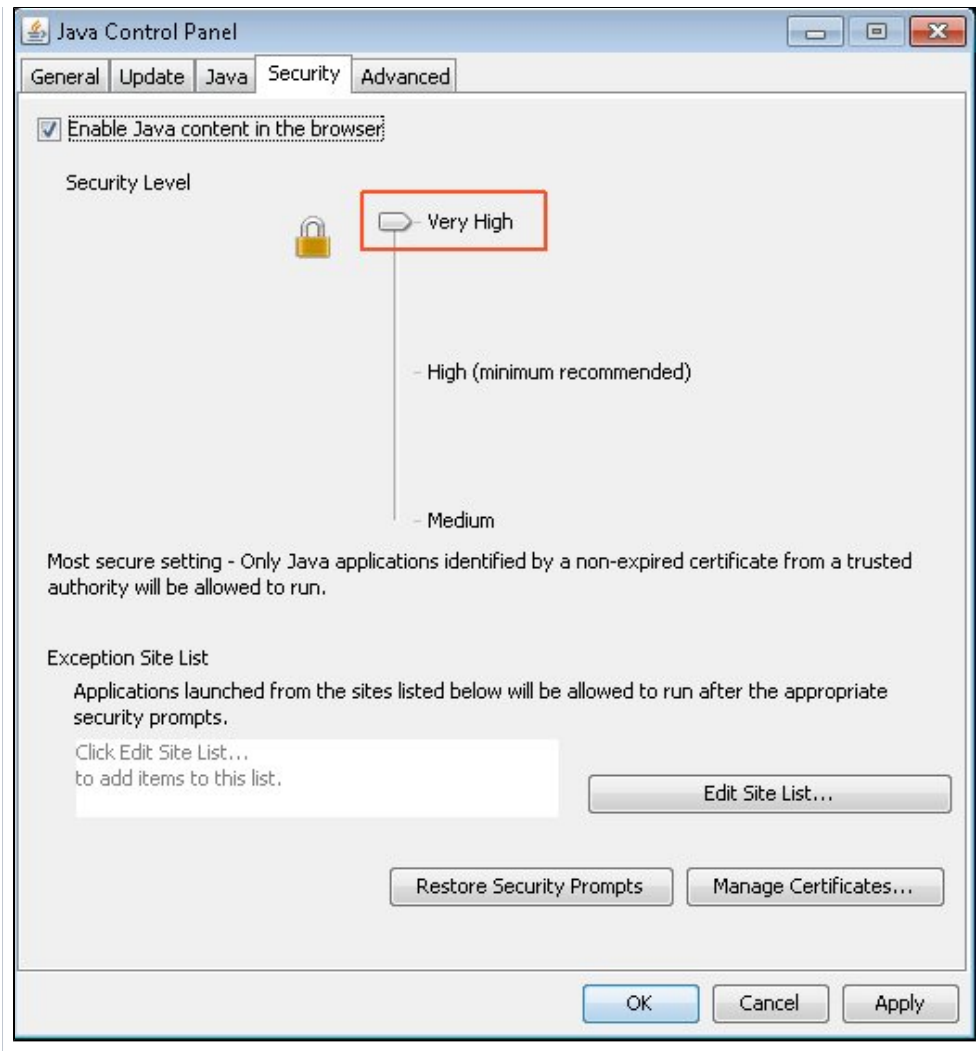 Java Control Panel
General Update Java Security Advanced
Enable Java content in the browser
Security Level
Very High
High (minimum recommended)
Medium
Most secure setting - Only Java applications identified by a non-expired certificate from a trusted
authority will be allowed to run.
Exception Site List
Applications launched from the sites listed below will be allowed to run after the appropriate
security prompts.
Click Edit Site List...
to add items to this list.
Edit Site List...
Restore Security Prompts Manage Certificates...
OK Cancel Apply